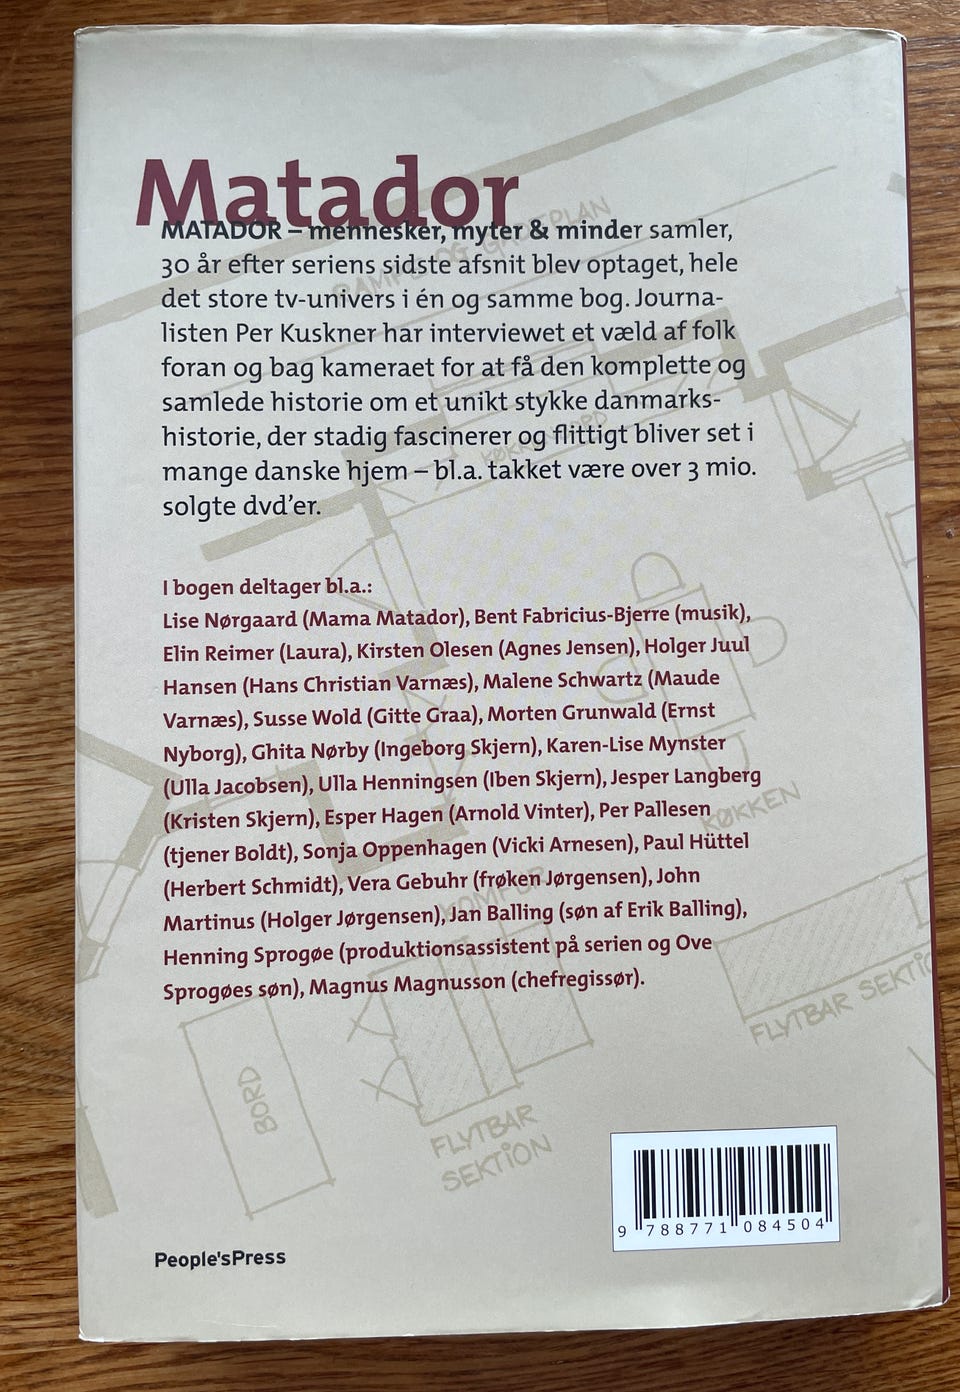 Matador
MATADOR – mennesker, myter & minder samler,
30 år efter seriens sidste afsnit blev optaget, hele
det store tv-univers i én og samme bog. Journa-
listen Per Kuskner har interviewet et væld af folk
foran og bag kameraet for at få den komplette og
samlede historie om et unikt stykke danmarks-
historie, der stadig fascinerer og flittigt bliver set i
mange danske hjem – bl.a. takket være over 3 mio.
solgte dvd'er.
I bogen deltager bl.a.:
Lise Nørgaard (Mama Matador), Bent Fabricius-Bjerre (musik),
Elin Reimer (Laura), Kirsten Olesen (Agnes Jensen), Holger Juul
Hansen (Hans Christian Varnæs), Malene Schwartz (Maude
Varnæs), Susse Wold (Gitte Graa), Morten Grunwald (Ernst
Nyborg), Ghita Nørby (Ingeborg Skjern), Karen-Lise Mynster
(Ulla Jacobsen), Ulla Henningsen (Iben Skjern), Jesper Langberg
(Kristen Skjern), Esper Hagen (Arnold Vinter), Per Pallesen
(tjener Boldt), Sonja Oppenhagen (Vicki Arnesen), Paul Hüttel
(Herbert Schmidt), Vera Gebuhr (frøken Jørgensen), John
Martinus (Holger Jørgensen), Jan Balling (søn af Erik Balling),
Henning Sprogøe (produktionsassistent på serien og Ove
Sprogøes søn), Magnus Magnusson (chefregissør).
KØKKEN
KOMFUR
FLYTBAR SEKTIO
BORD
FLYTBAR
SEKTION
9 788771 084504
People'sPress